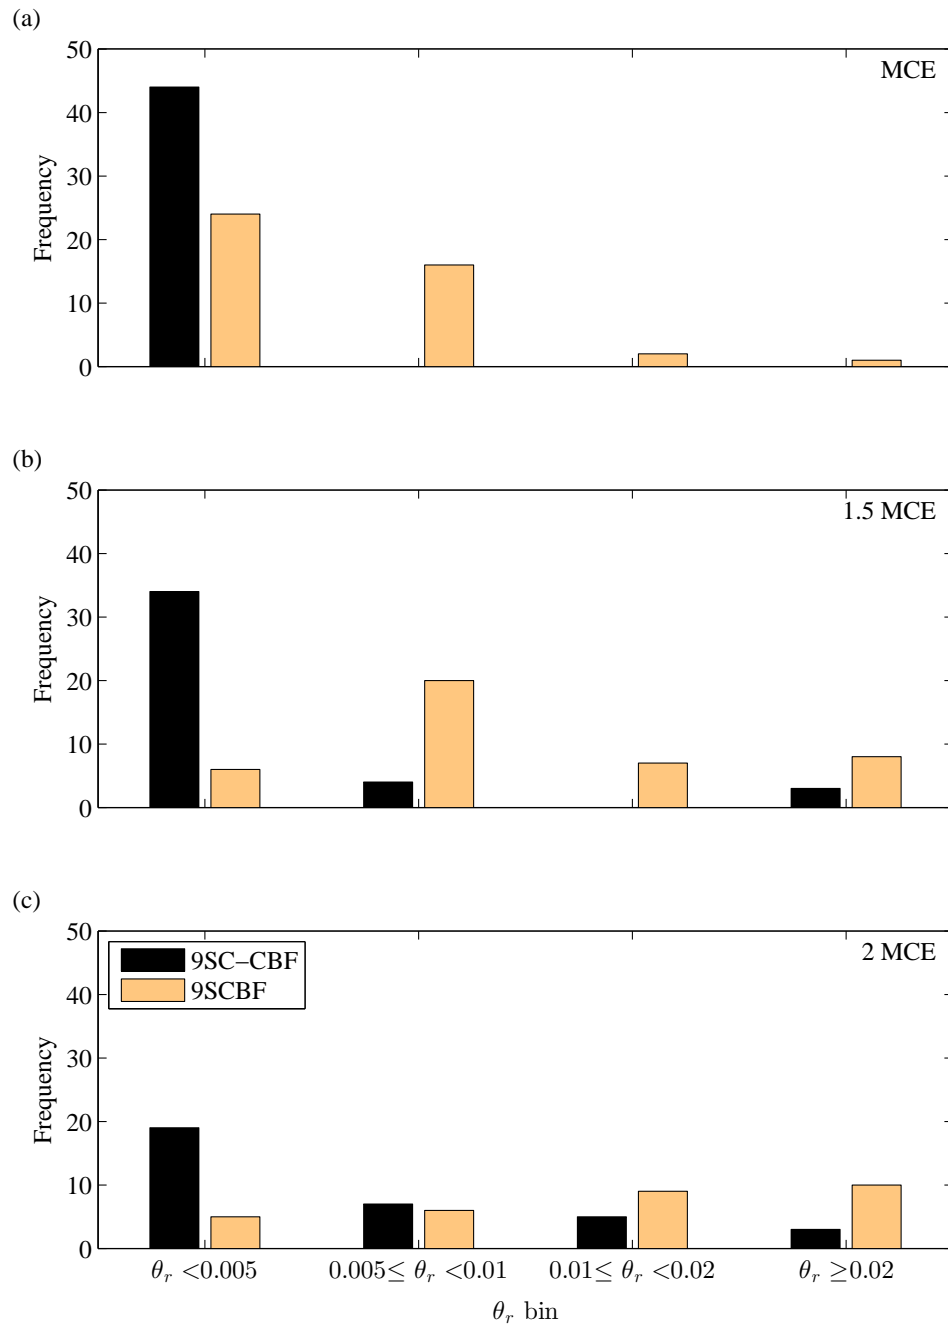 (a)
MCE
50
40
30
20
10
0
Frequency
(b)
1.5 MCE
50
40
30
20
10
0
Frequency
(c)
2 MCE
9SC–CBF
9SCBF
50
40
30
20
10
0
Frequency
θr <0.005
0.005≤ θr <0.01
0.01≤ θr <0.02
θr ≥0.02
θr bin